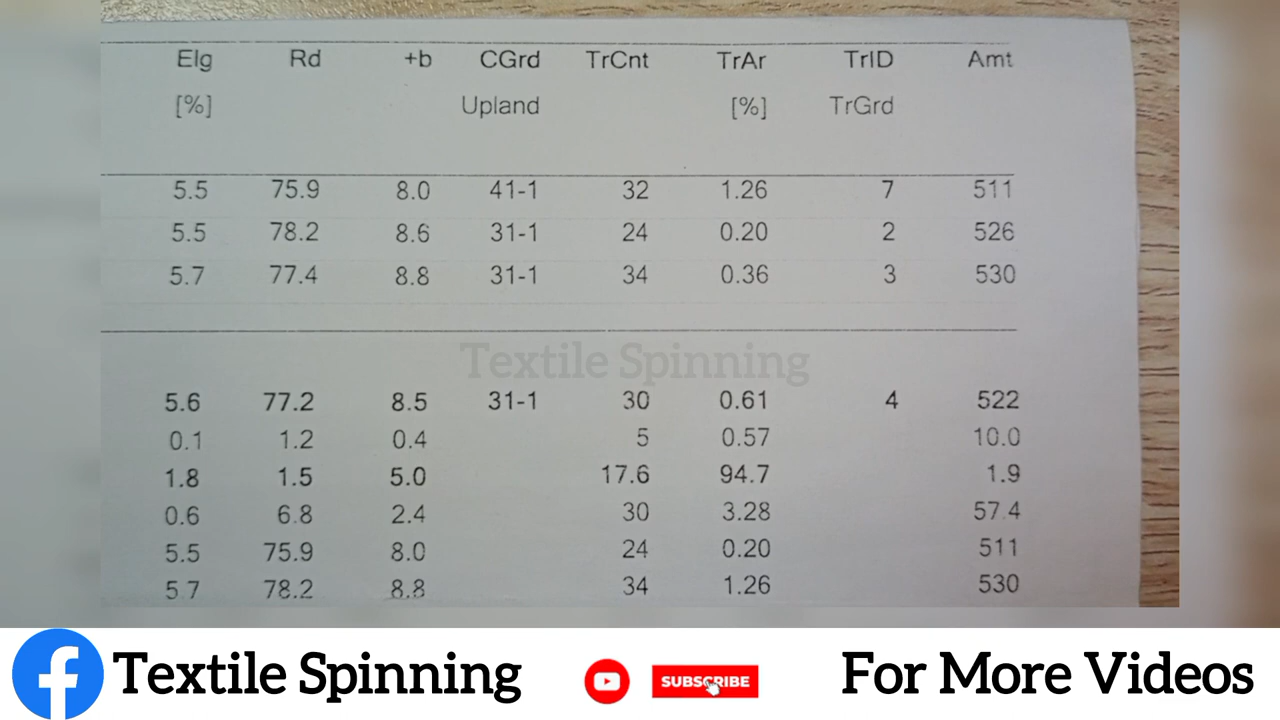 Elg Rd +b CGrd TrCnt TrAr TrID Amt
[%] Upland [%] TrGrd
5.5 75.9 8.0 41-1 32 1.26 7 511
5.5 78.2 8.6 31-1 24 0.20 2 526
5.7 77.4 8.8 31-1 34 0.36 3 530
Textile Spinning
5.6 77.2 8.5 31-1 30 0.61 4 522
0.1 1.2 0.4 5 0.57 10.0
1.8 1.5 5.0 17.6 94.7 1.9
0.6 6.8 2.4 30 3.28 57.4
5.5 75.9 8.0 24 0.20 511
5.7 78.2 8.8 34 1.26 530
Textile Spinning SUBSCRIBE For More Videos